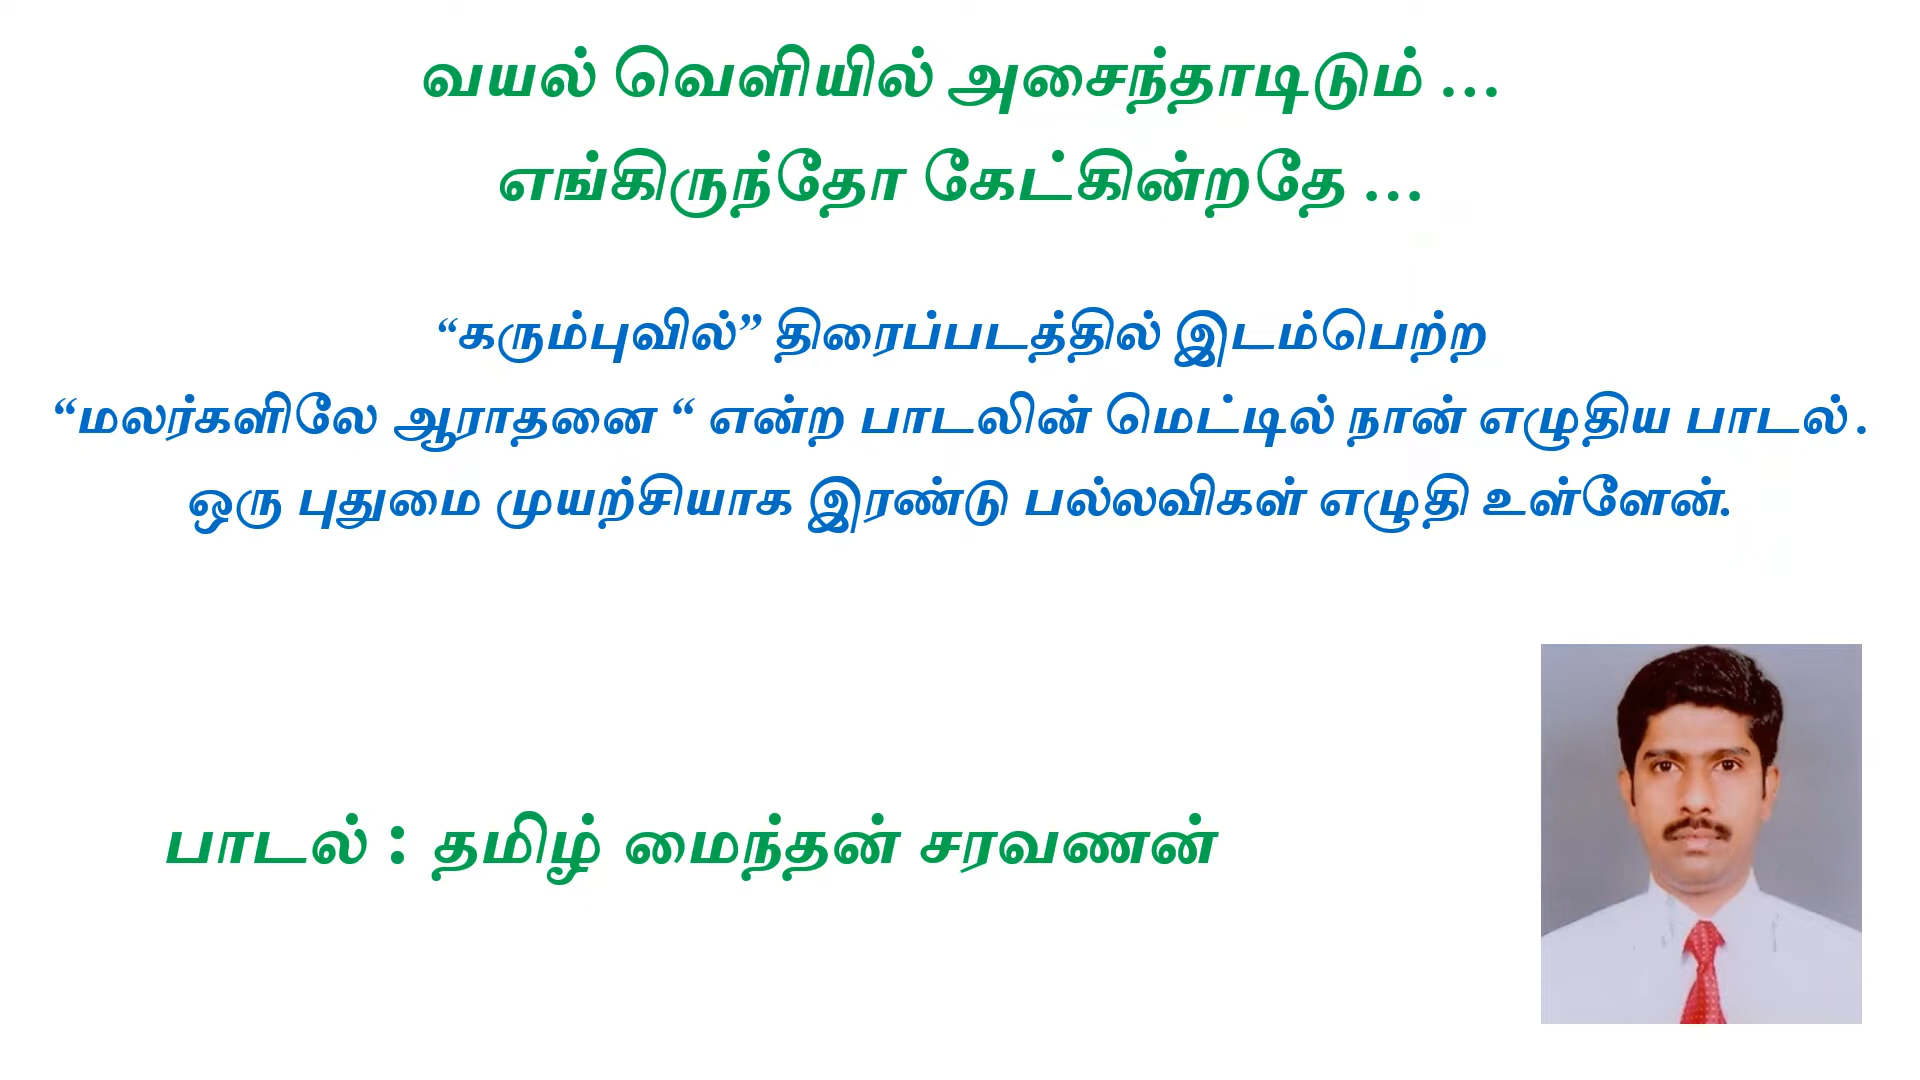 வயல் வெளியில் அசைந்தாடிடும் ...
எங்கிருந்தோ கேட்கின்றதே ...
“கரும்புவில்” திரைப்படத்தில் இடம்பெற்ற
“மலர்களிலே ஆராதனை “ என்ற பாடலின் மெட்டில் நான் எழுதிய பாடல் .
ஒரு புதுமை முயற்சியாக இரண்டு பல்லவிகள் எழுதி உள்ளேன்.
பாடல் : தமிழ் மைந்தன் சரவணன்